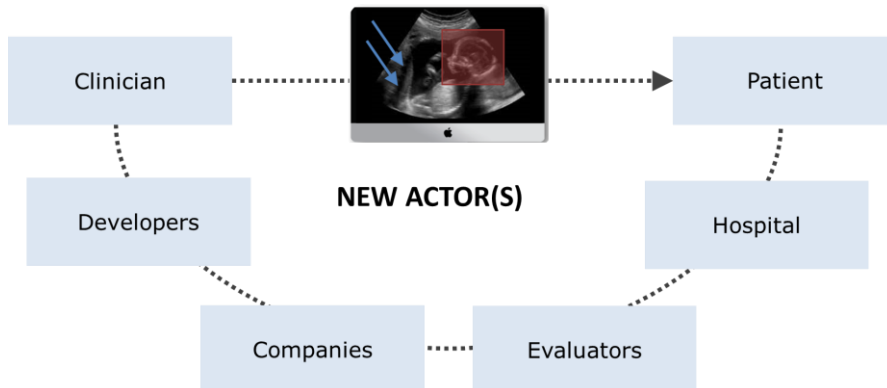 Clinician
Patient
NEW ACTOR(S)
Developers
Hospital
Companies
Evaluators